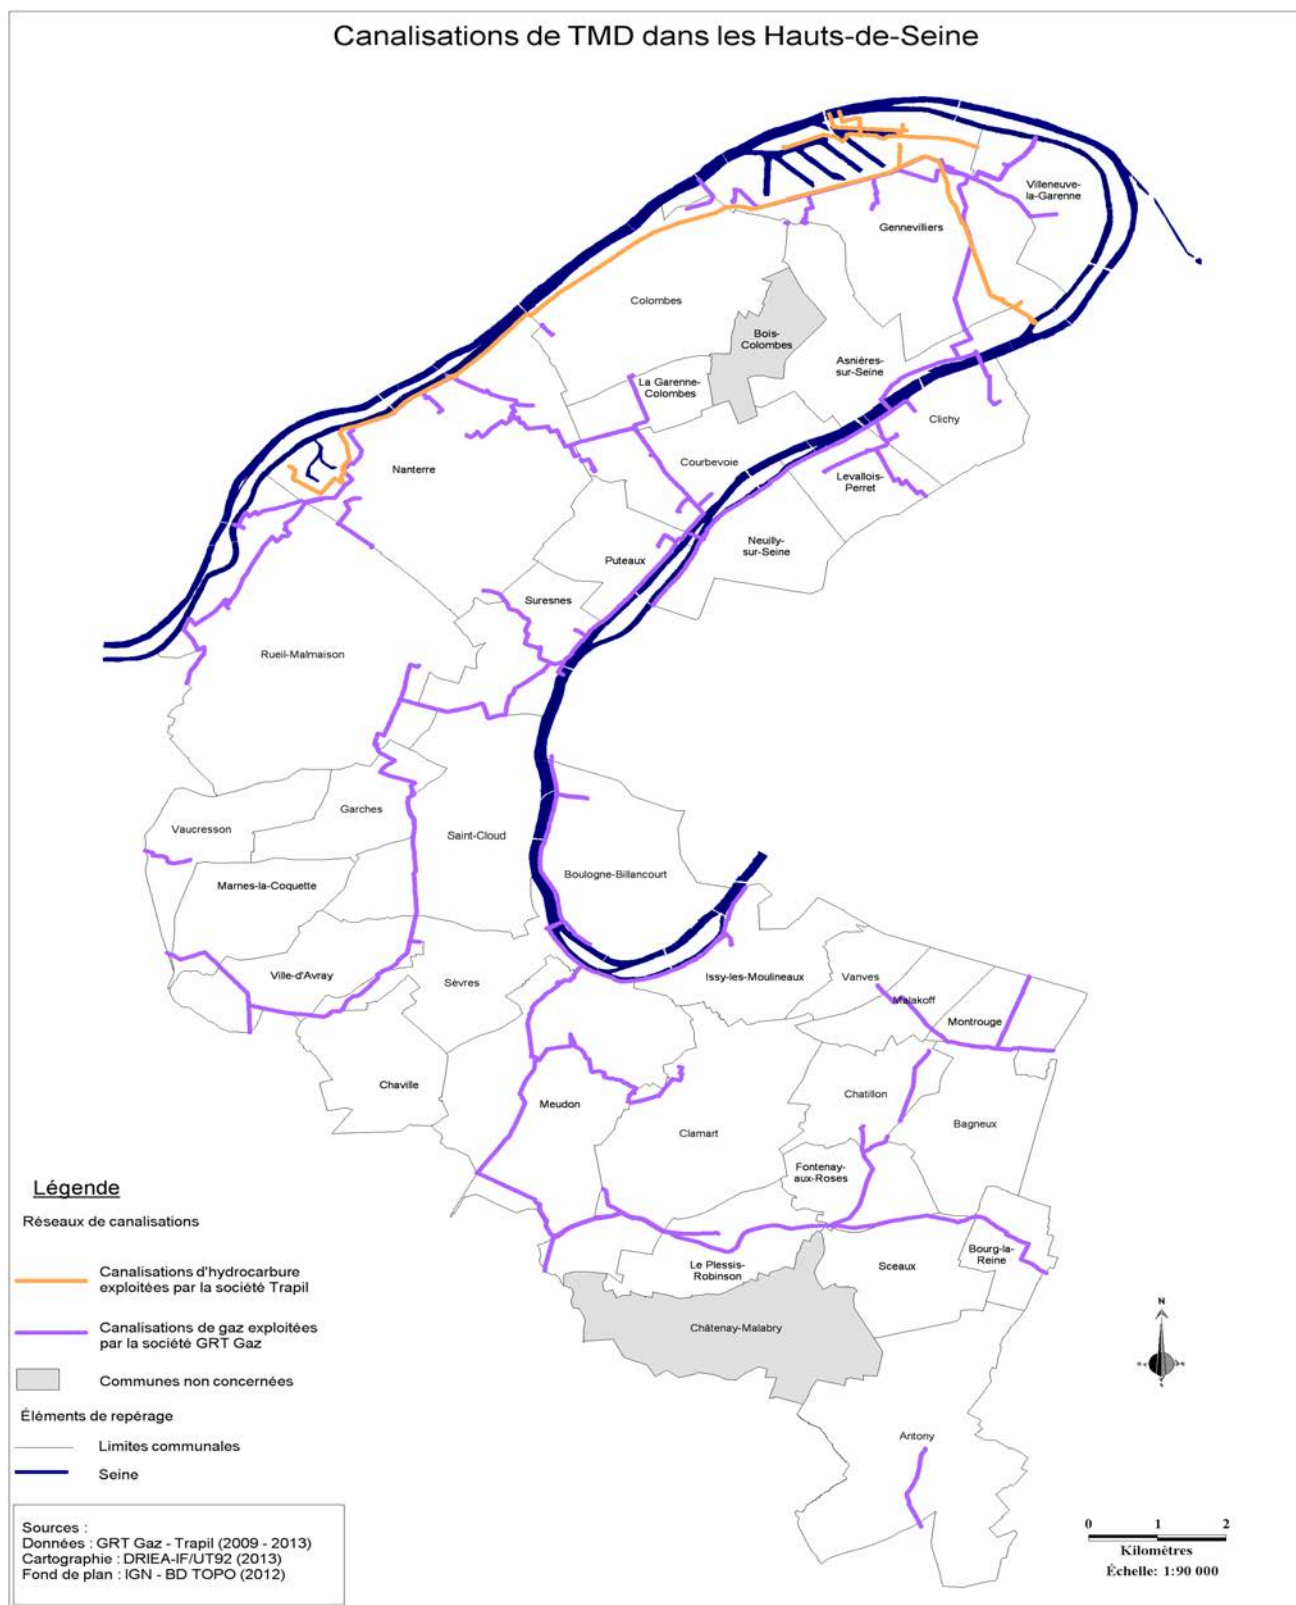 Canalisations de TMD dans les Hauts-de-Seine
Villeneuve-
la-Garenne
Gennevilliers
Colombes
Bois-
Colombes
Asnières-
sur-Seine
La Garenne-
Colombes
Clichy
Courbevoie
Nanterre
Levallois-
Perret
Neuilly-
sur-Seine
Puteaux
Suresnes
Rueil-Malmaison
Garches
Vaucresson
Saint-Cloud
Boulogne-Billancourt
Marnes-la-Coquette
Ville-d'Avray
Sèvres
Issy-les-Moulineaux
Vanves
Malakoff
Montrouge
Chaville
Meudon
Chatillon
Clamart
Bagneux
Fontenay-
aux-Roses
Bourg-la-
Reine
Le Plessis-
Robinson
Sceaux
Châtenay-Malabry
Antony
Légende
Réseaux de canalisations
Canalisations d'hydrocarbure
exploitées par la société Trapil
Canalisations de gaz exploitées
par la société GRT Gaz
Communes non concernées
Éléments de repérage
Limites communales
Seine
Sources :
Données : GRT Gaz - Trapil (2009 - 2013)
Cartographie : DRIEA-IF/UT92 (2013)
Fond de plan : IGN - BD TOPO (2012)
N
0 1 2
Kilomètres
Échelle: 1:90 000